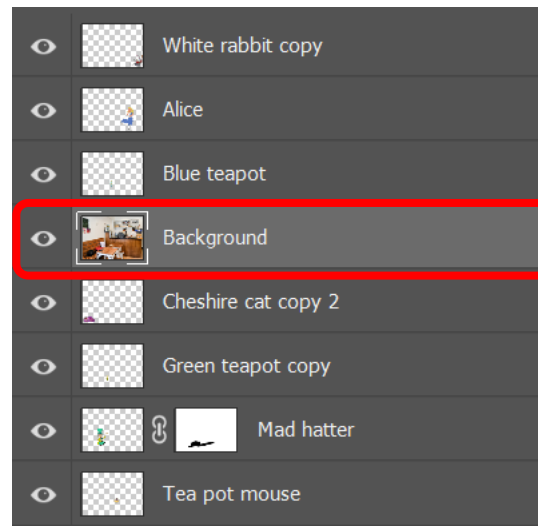 White rabbit copy
Alice
Blue teapot
Background
Cheshire cat copy 2
Green teapot copy
Mad hatter
Tea pot mouse